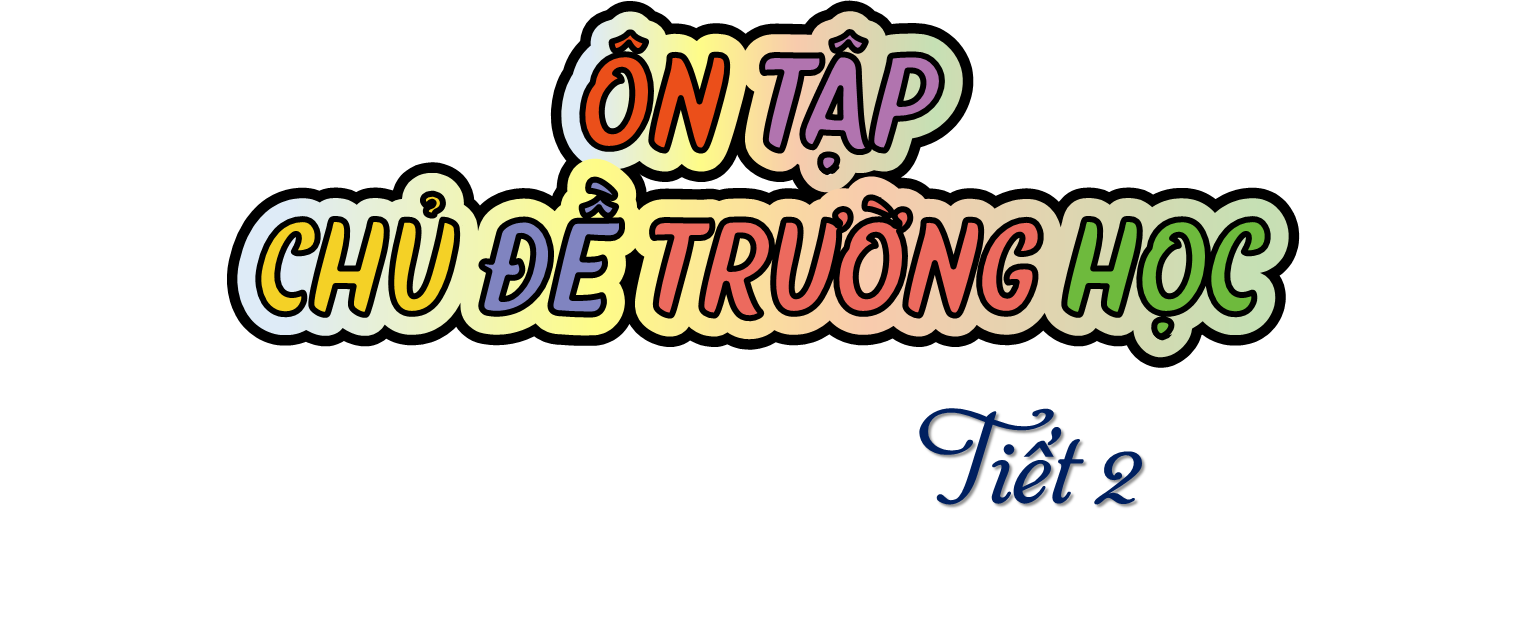 ÔN TẬP
CHỦ ĐỀ TRƯỜNG HỌC
Tiết 2